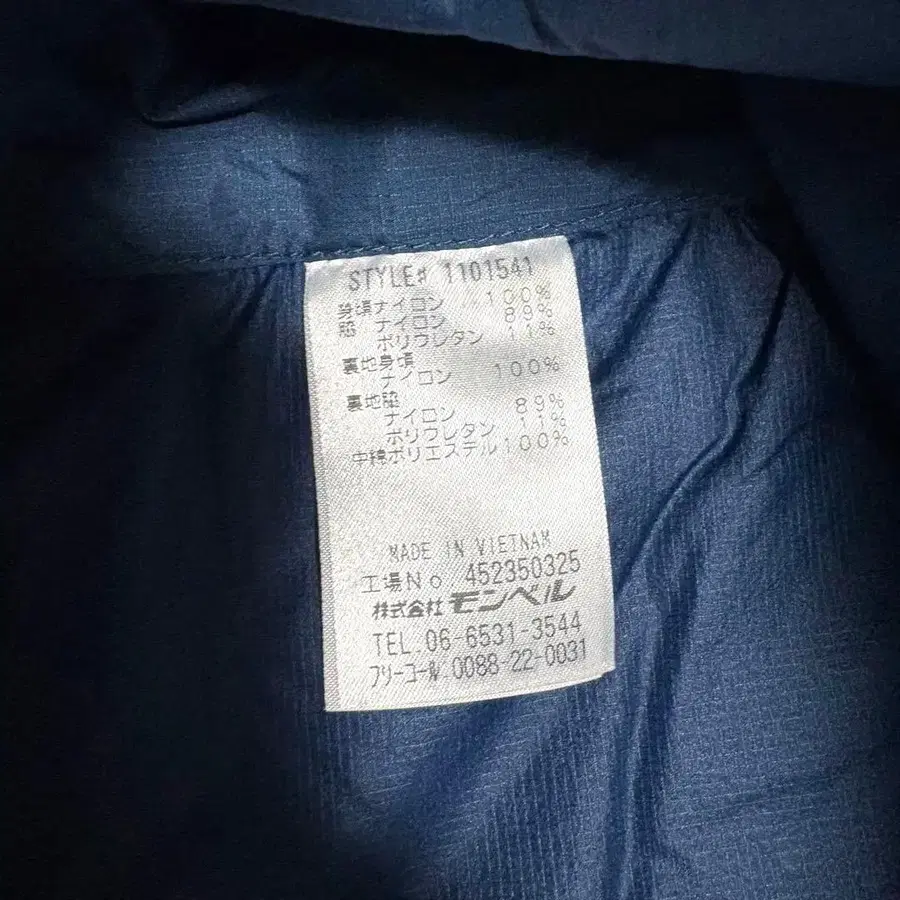 STYLE# 1101541
身頃ナイロン 100%
脇 ナイロン 89%
ポリウレタン 11%
裏地身頃
ナイロン 100%
裏地脇
ナイロン 89%
ポリウレタン 11%
中綿ポリエステル100%
MADE IN VIETNAM
工場No. 452350325
株式会社モンベル
TEL.06-6531-3544
フリーコール.0088-22-0031